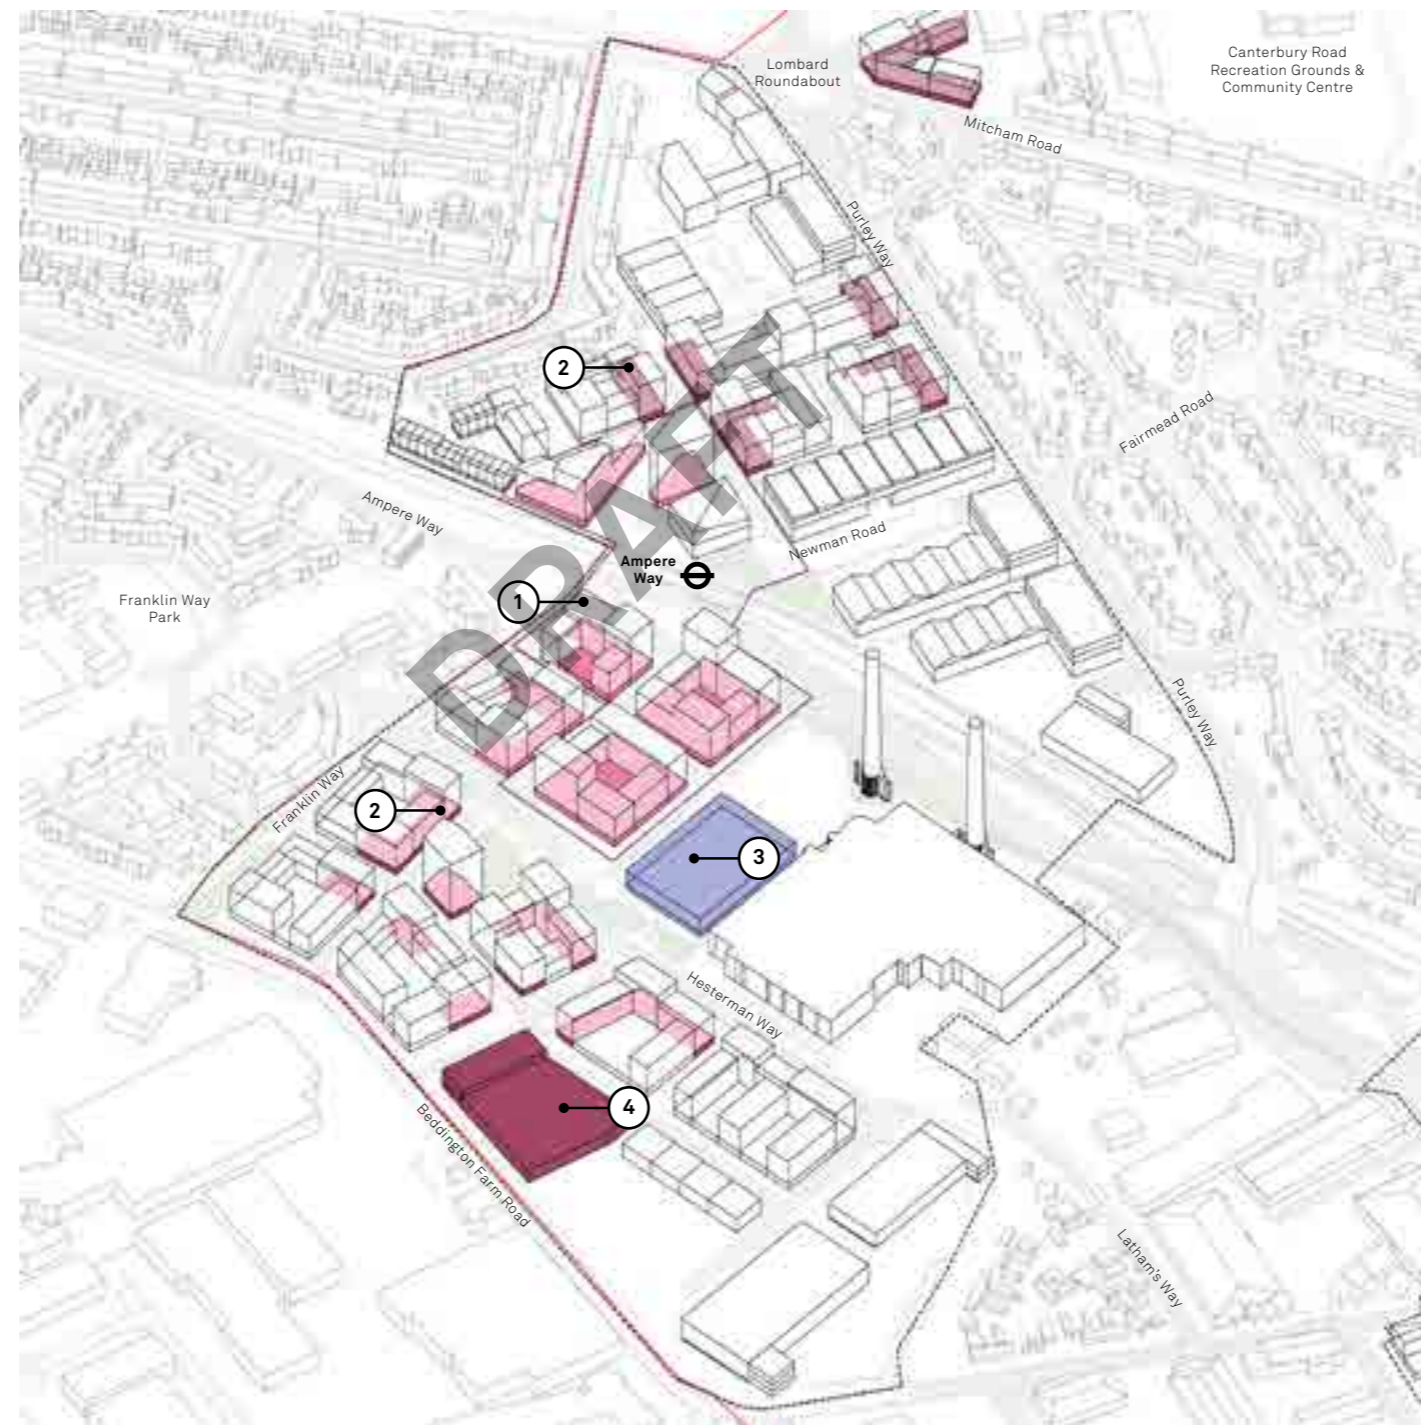 Lombard
Roundabout
Canterbury Road
Recreation Grounds &
Community Centre
Mitcham Road
Purley Way
2
Fairmead Road
Ampere Way
Newman Road
Ampere
Way
1
Franklin Way
Park
DRAFT
Purley Way
Franklin Way
2
3
Hesterman Way
4
Beddington Farm Road
Latham's Way